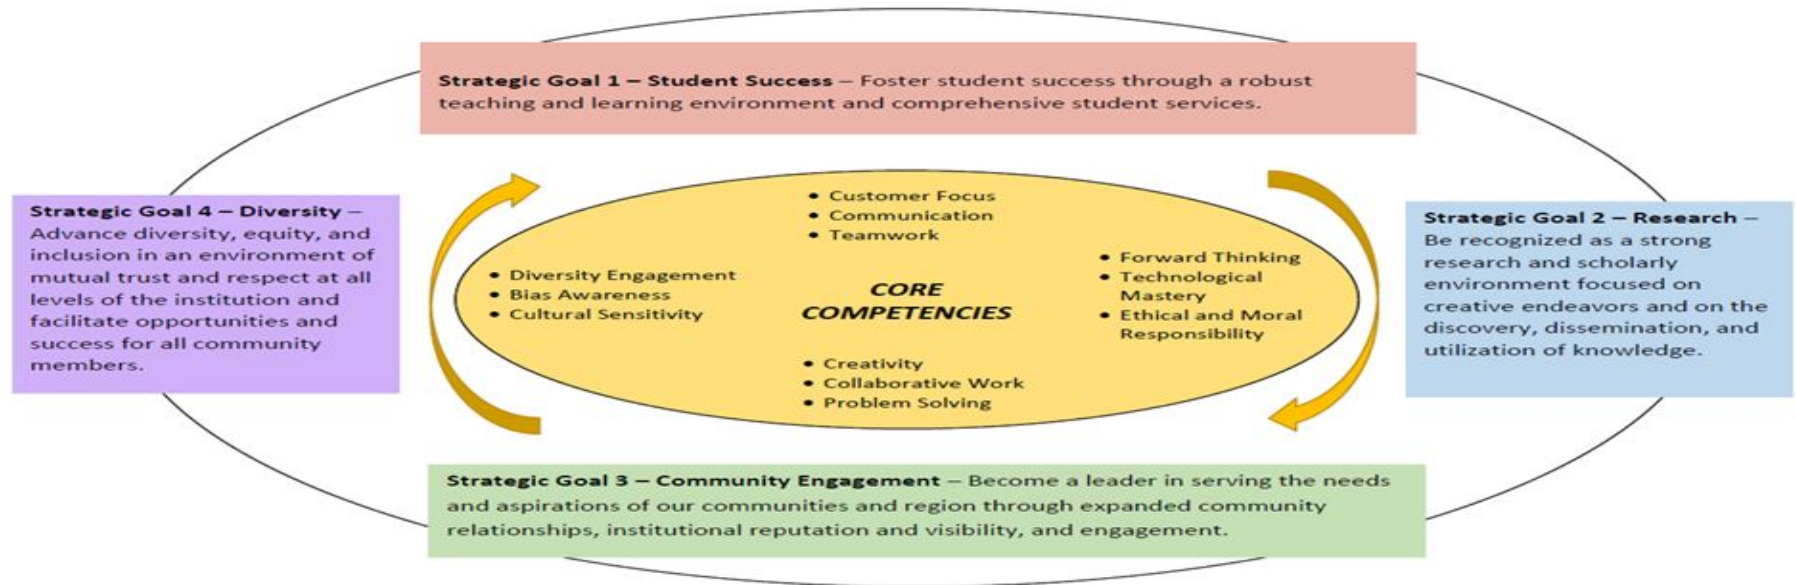 Strategic Goal 1 – Student Success – Foster student success through a robust
teaching and learning environment and comprehensive student services.
Strategic Goal 4 – Diversity –
Advance diversity, equity, and
inclusion in an environment of
mutual trust and respect at all
levels of the institution and
facilitate opportunities and
success for all community
members.
• Customer Focus
• Communication
• Teamwork
• Diversity Engagement
• Bias Awareness
• Cultural Sensitivity
CORE
COMPETENCIES
• Forward Thinking
• Technological
Mastery
• Ethical and Moral
Responsibility
• Creativity
• Collaborative Work
• Problem Solving
Strategic Goal 2 – Research –
Be recognized as a strong
research and scholarly
environment focused on
creative endeavors and on the
discovery, dissemination, and
utilization of knowledge.
Strategic Goal 3 – Community Engagement – Become a leader in serving the needs
and aspirations of our communities and region through expanded community
relationships, institutional reputation and visibility, and engagement.